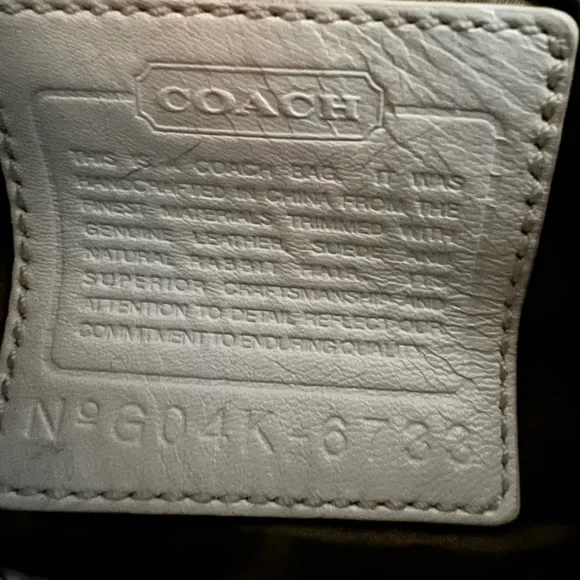 COACH
THIS IS A COACH BAG. IT WAS
HANDCRAFTED IN CHINA FROM THE
FINEST MATERIALS TRIMMED WITH
GENUINE LEATHER, SUEDE AND
NATURAL RABBIT HAIR. ITS
SUPERIOR CRAFTSMANSHIP AND
ATTENTION TO DETAIL REFLECT OUR
COMMITMENT TO ENDURING QUALITY.
Nº G04K-6733